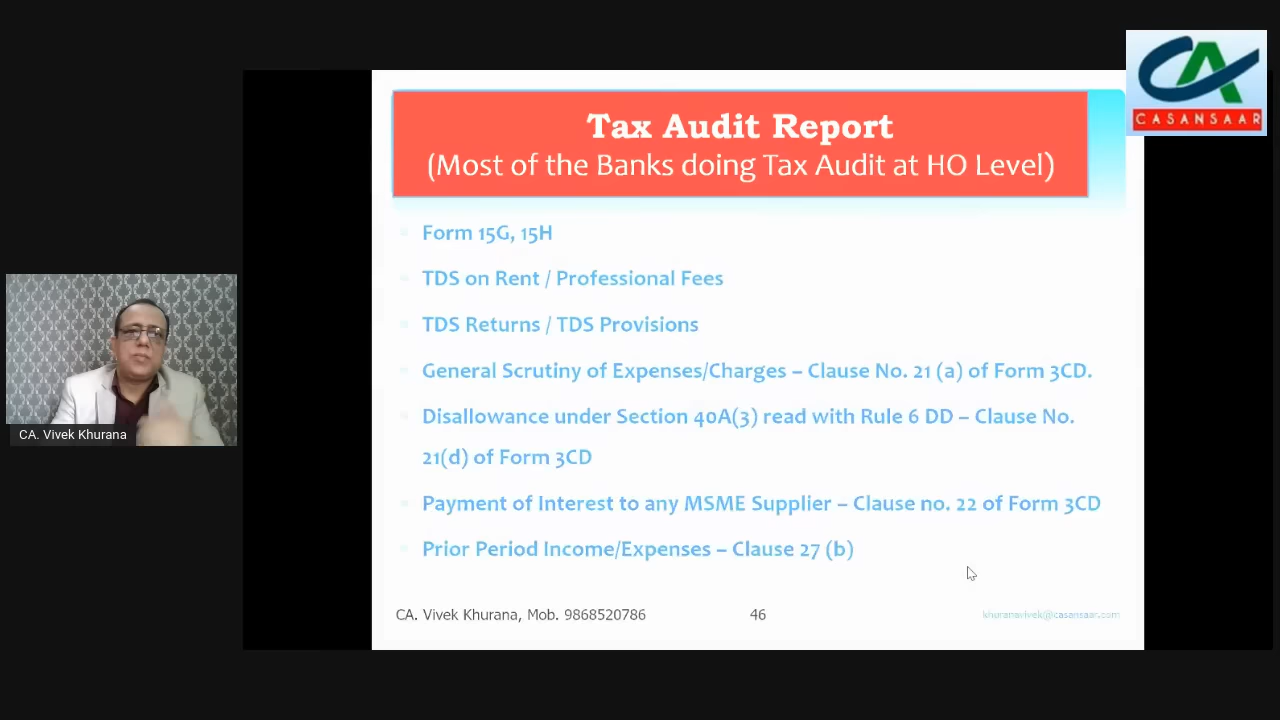 CASANSAAR
Tax Audit Report
(Most of the Banks doing Tax Audit at HO Level)
Form 15G, 15H
TDS on Rent / Professional Fees
TDS Returns / TDS Provisions
General Scrutiny of Expenses/Charges – Clause No. 21 (a) of Form 3CD.
Disallowance under Section 40A(3) read with Rule 6 DD – Clause No.
21(d) of Form 3CD
Payment of Interest to any MSME Supplier – Clause no. 22 of Form 3CD
Prior Period Income/Expenses – Clause 27 (b)
CA. Vivek Khurana, Mob. 9868520786
46
khuranavivek@casansaar.com
CA. Vivek Khurana